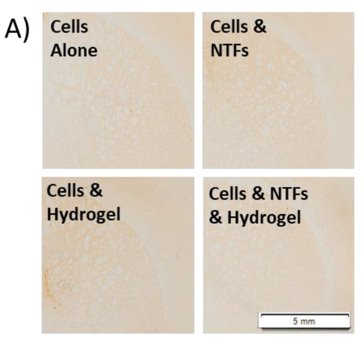 A)
Cells
Alone
Cells &
NTFs
Cells &
Hydrogel
Cells & NTFs
& Hydrogel
5 mm